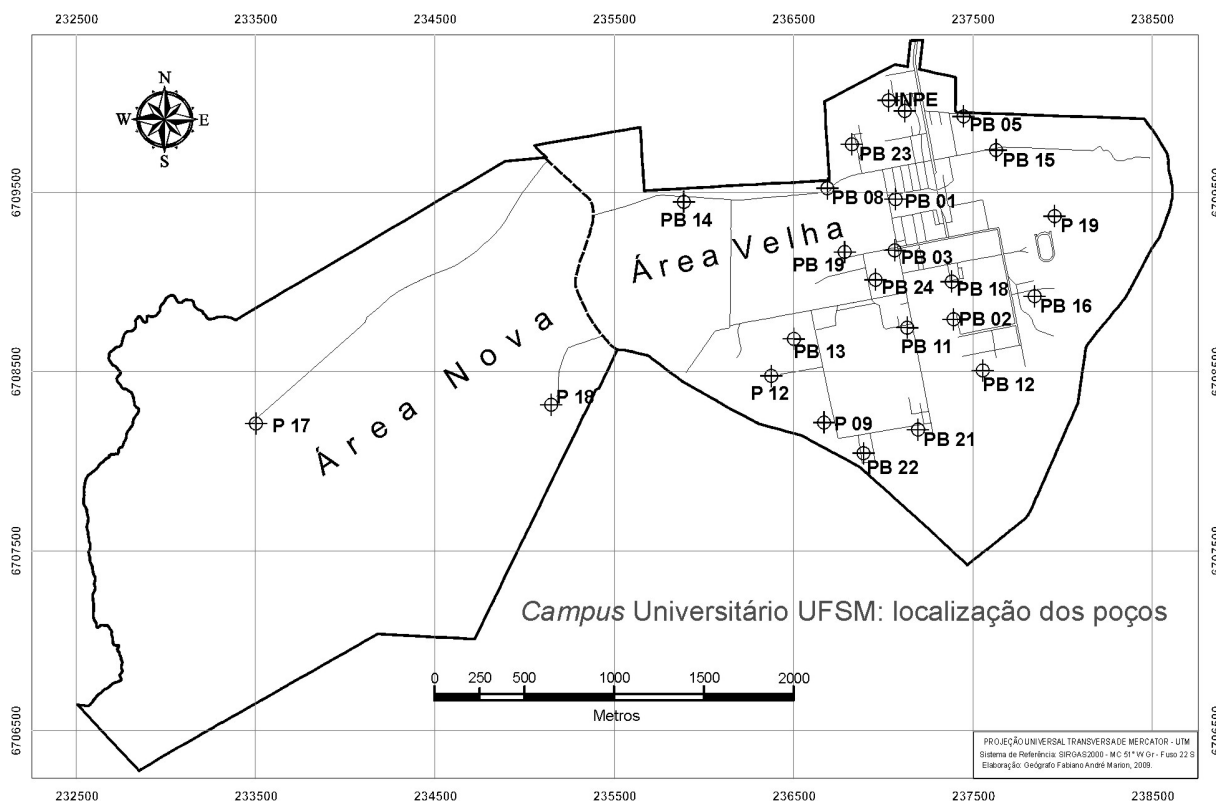 232500 233500 234500 235500 236500 237500 238500
N
W E
S
INPE
PB 05
PB 23
PB 15
6709500 6709500
PB 08 PB 01
PB 14
P 19
Área Velha
PB 19 PB 03
PB 24 PB 18
PB 16
PB 02
PB 11
PB 13
Área Nova
6708500 6708500
P 12
PB 12
P 18
P 17
P 09
PB 21
PB 22
6707500 6707500
Campus Universitário UFSM: localização dos poços
0 250 500 1000 1500 2000
Metros
6706500 6706500
PROJEÇÃO UNIVERSAL TRANSVERSA DE MERCATOR - UTM
Sistema de Referência: SIRGAS2000 - MC 51° W Gr - Fuso 22 S
Elaboração: Geógrafo Fabiano André Marion, 2009.
232500 233500 234500 235500 236500 237500 238500